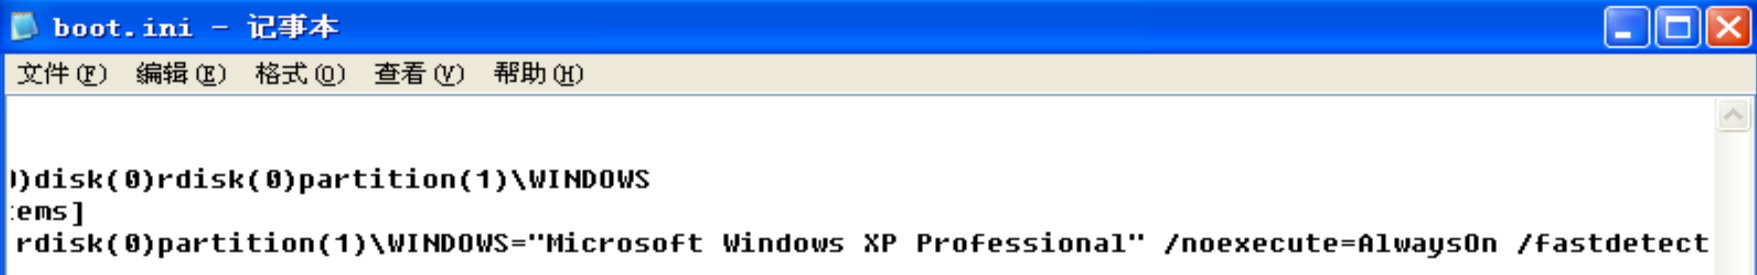 boot.ini - 记事本
文件(F) 编辑(E) 格式(O) 查看(V) 帮助(H)
)disk(0)rdisk(0)partition(1)\WINDOWS
ems]
rdisk(0)partition(1)\WINDOWS="Microsoft Windows XP Professional" /noexecute=AlwaysOn /fastdetect